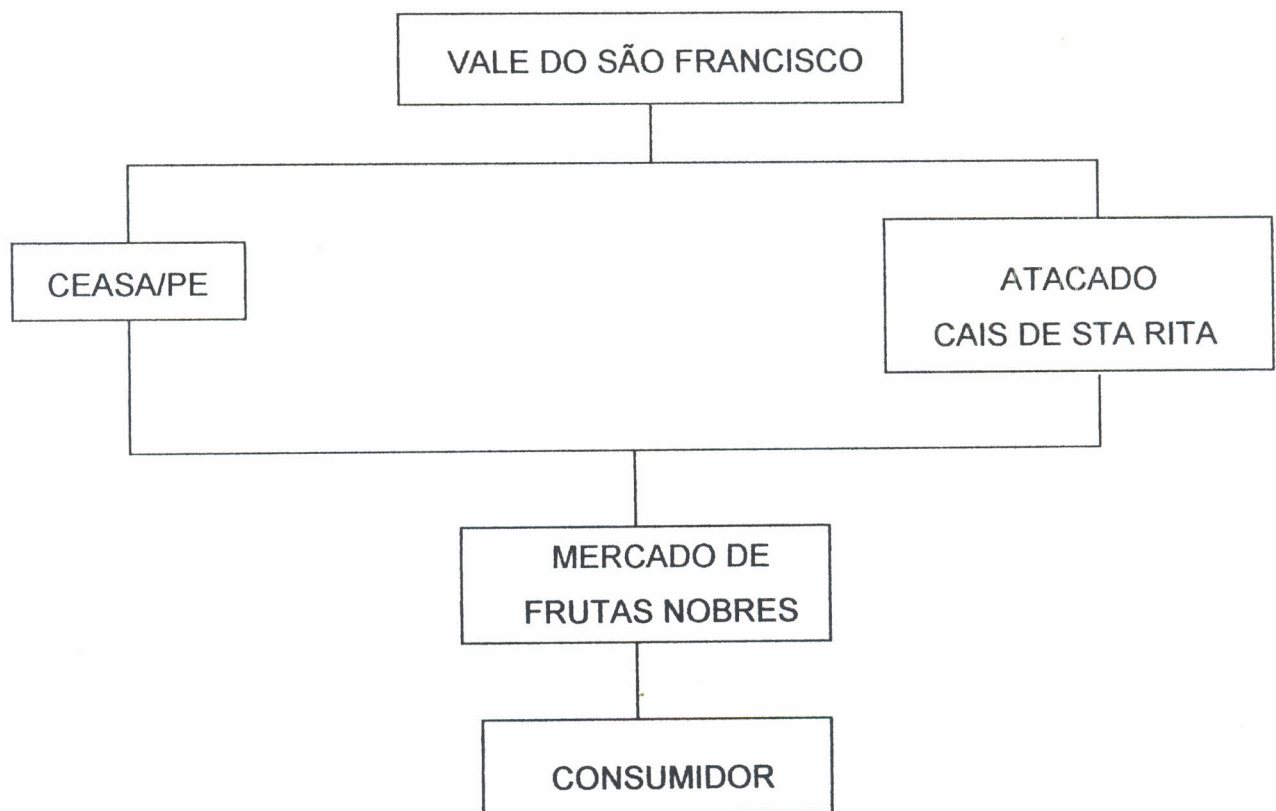 VALE DO SÃO FRANCISCO
CEASA/PE
ATACADO
CAIS DE STA RITA
MERCADO DE
FRUTAS NOBRES
CONSUMIDOR